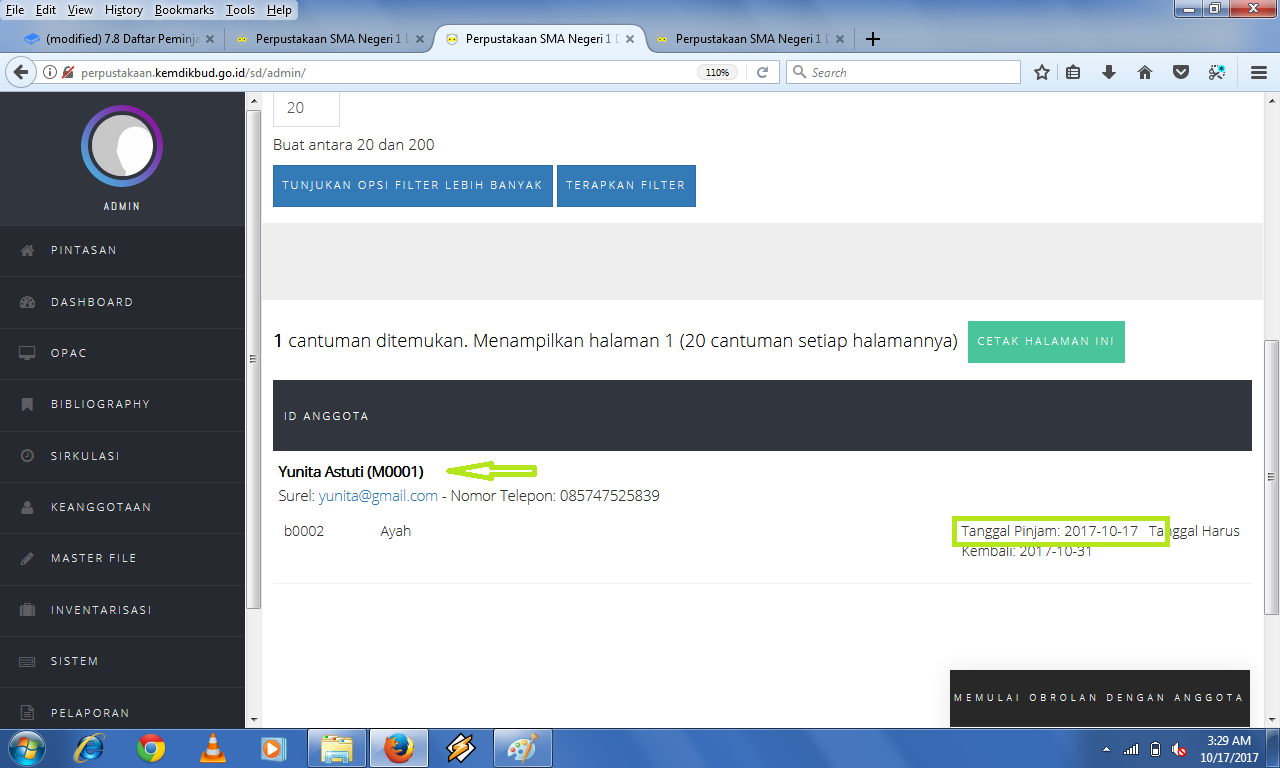 File Edit View History Bookmarks Tools Help
(modified) 7.8 Daftar Peminja
Perpustakaan SMA Negeri 1 D
Perpustakaan SMA Negeri 1 D
Perpustakaan SMA Negeri 1 D
perpustakaan.kemdikbud.go.id/sd/admin/
110%
Search
ADMIN
PINTASAN
DASHBOARD
OPAC
BIBLIOGRAPHY
SIRKULASI
KEANGGOTAAN
MASTER FILE
INVENTARISASI
SISTEM
PELAPORAN
20
Buat antara 20 dan 200
TUNJUKAN OPSI FILTER LEBIH BANYAK
TERAPKAN FILTER
1 cantuman ditemukan. Menampilkan halaman 1 (20 cantuman setiap halamannya)
CETAK HALAMAN INI
ID ANGGOTA
Yunita Astuti (M0001)
Surel: yunita@gmail.com - Nomor Telepon: 085747525839
b0002 Ayah Tanggal Pinjam: 2017-10-17 Tanggal Harus
Kembali: 2017-10-31
MEMULAI OBROLAN DENGAN ANGGOTA
3:29 AM
10/17/2017